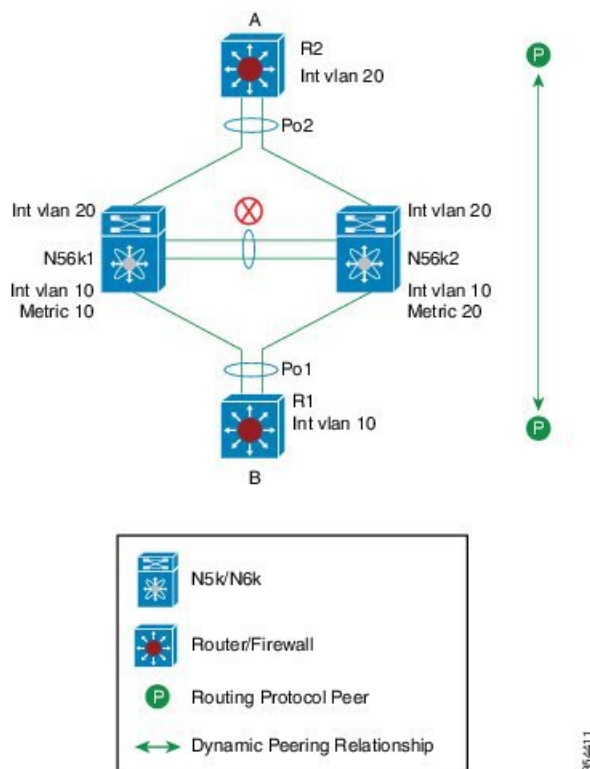 A
R2
Int vlan 20
Po2
P
Int vlan 20
Int vlan 20
N56k1
N56k2
Int vlan 10
Metric 10
Int vlan 10
Metric 20
Po1
R1
Int vlan 10
P
B
N5k/N6k
Router/Firewall
P
Routing Protocol Peer
Dynamic Peering Relationship
354411